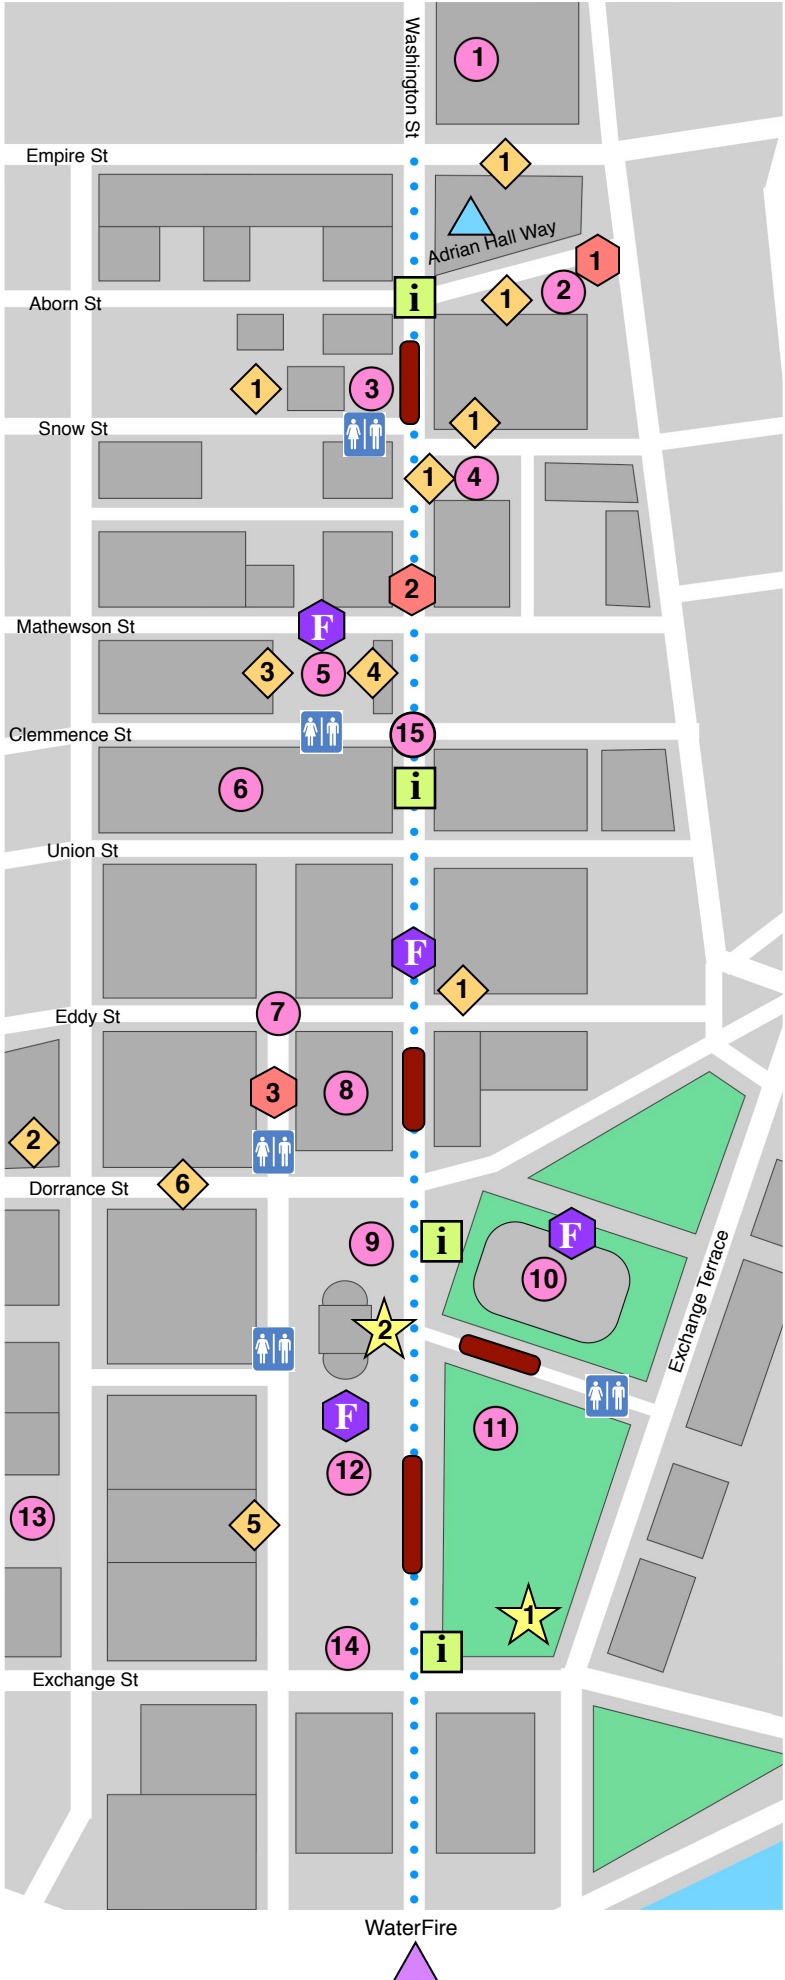 Washington St
1
Empire St
1
Adrian Hall Way
1
i
1
2
Aborn St
1
3
1
Snow St
1
4
2
F
Mathewson St
3
5
4
15
Clemmence St
6
i
Union St
F
1
7
Eddy St
3
8
2
6
Dorrance St
9
i
F
10
Exchange Terrace
2
F
11
12
13
5
1
14
i
Exchange St
WaterFire